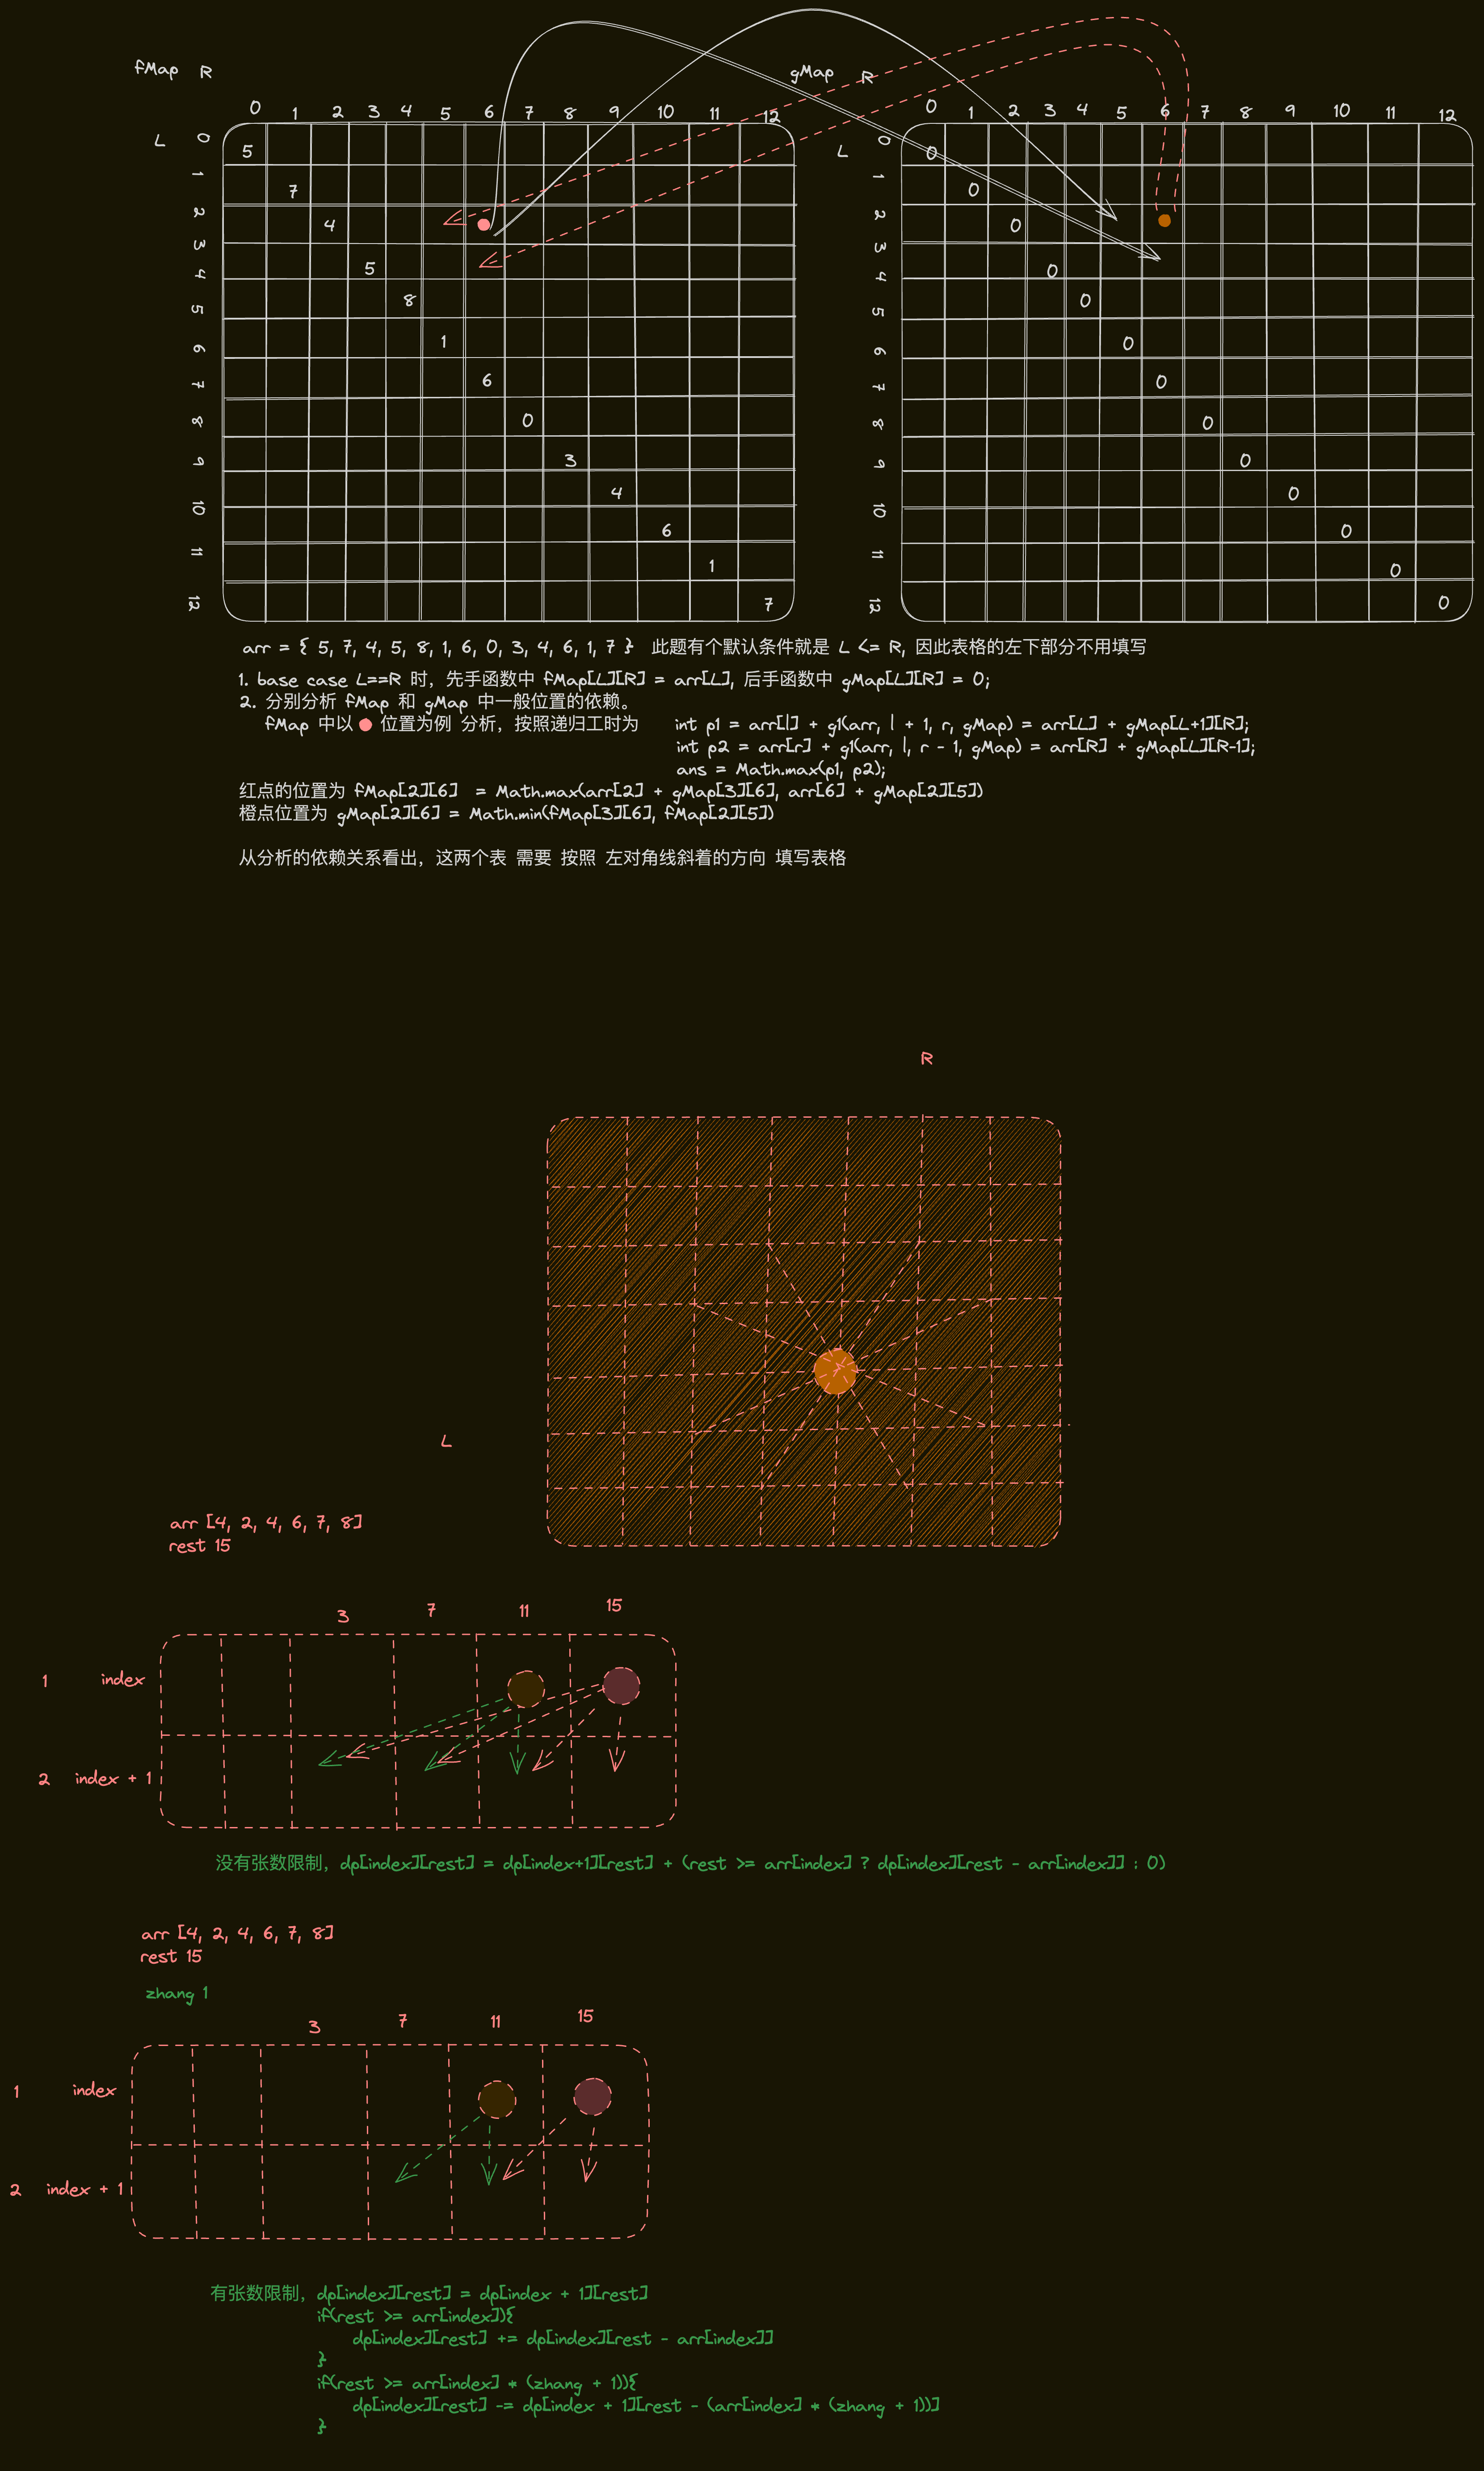 fMap R
gMap R
0 1 2 3 4 5 6 7 8 9 10 11 12
0 1 2 3 4 5 6 7 8 9 10 11 12
L 0 5
1 7
2 4
3 5
4 8
5 1
6 6
7 0
8 3
9 4
10 6
11 1
12 7
L 0 0
1 0
2 0
3 0
4 0
5 0
6 0
7 0
8 0
9 0
10 0
11 0
12 0
arr = { 5, 7, 4, 5, 8, 1, 6, 0, 3, 4, 6, 1, 7 } 此题有个默认条件就是 L <= R, 因此表格的左下部分不用填写
1. base case L==R 时，先手函数中 fMap[L][R] = arr[L], 后手函数中 gMap[L][R] = 0;
2. 分别分析 fMap 和 gMap 中一般位置的依赖。
fMap 中以 位置为例 分析，按照递归工时为 int p1 = arr[l] + g1(arr, l + 1, r, gMap) = arr[L] + gMap[L+1][R];
int p2 = arr[r] + g1(arr, l, r - 1, gMap) = arr[R] + gMap[L][R-1];
ans = Math.max(p1, p2);
红点的位置为 fMap[2][6] = Math.max(arr[2] + gMap[3][6], arr[6] + gMap[2][5])
橙点位置为 gMap[2][6] = Math.min(fMap[3][6], fMap[2][5])
从分析的依赖关系看出，这两个表 需要 按照 左对角线斜着的方向 填写表格
R
L
arr [4, 2, 4, 6, 7, 8]
rest 15
3 7 11 15
1 index
2 index + 1
没有张数限制，dp[index][rest] = dp[index+1][rest] + (rest >= arr[index] ? dp[index][rest - arr[index]] : 0)
arr [4, 2, 4, 6, 7, 8]
rest 15
zhang 1
3 7 11 15
1 index
2 index + 1
有张数限制，dp[index][rest] = dp[index + 1][rest]
if(rest >= arr[index]){
dp[index][rest] += dp[index][rest - arr[index]]
}
if(rest >= arr[index] * (zhang + 1)){
dp[index][rest] -= dp[index + 1][rest - (arr[index] * (zhang + 1))]
}